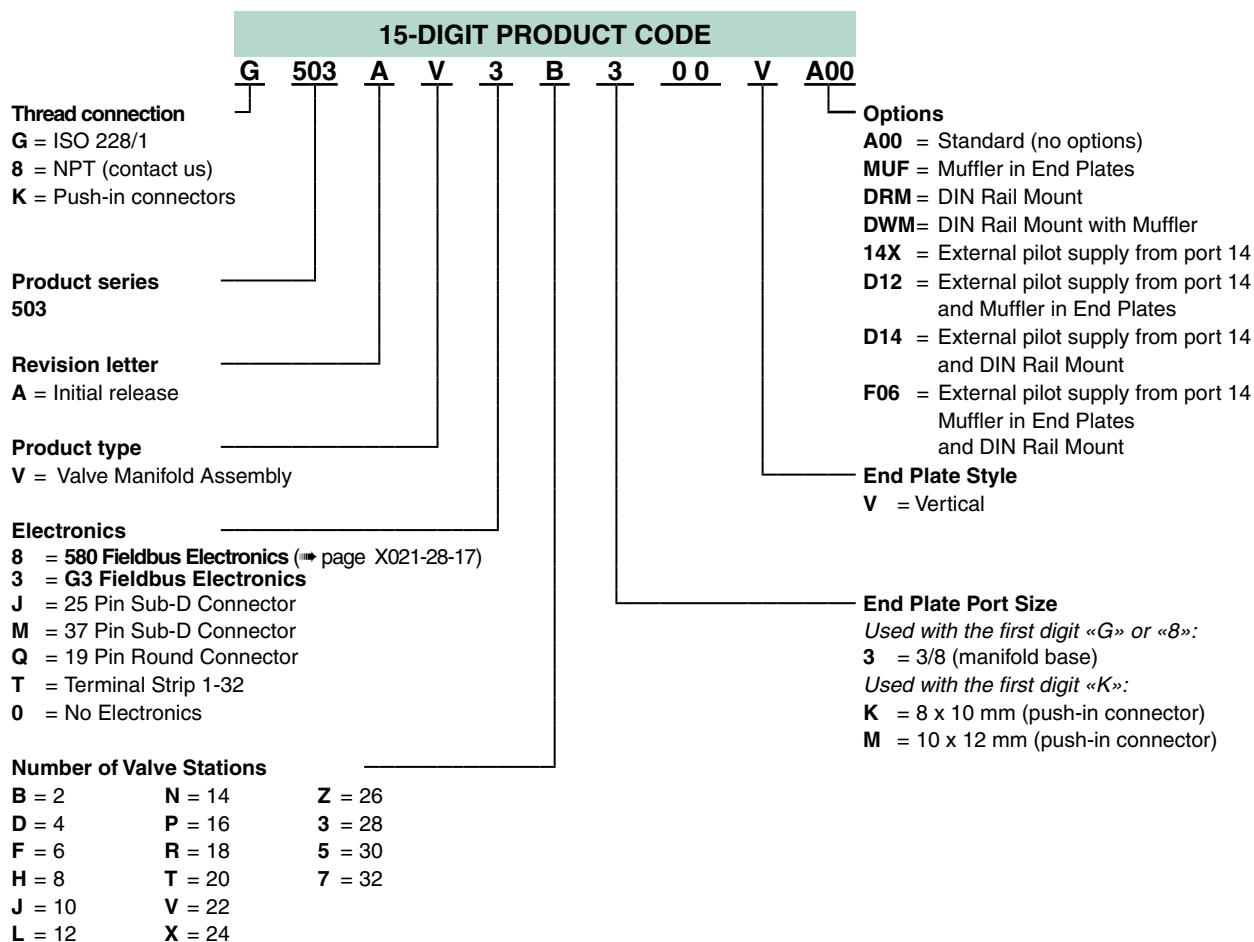 15-DIGIT PRODUCT CODE
G 503 A V 3 B 3 0 0 V A00
Thread connection
G = ISO 228/1
8 = NPT (contact us)
K = Push-in connectors
Product series
503
Revision letter
A = Initial release
Product type
V = Valve Manifold Assembly
Electronics
8 = 580 Fieldbus Electronics (➠ page X021-28-17)
3 = G3 Fieldbus Electronics
J = 25 Pin Sub-D Connector
M = 37 Pin Sub-D Connector
Q = 19 Pin Round Connector
T = Terminal Strip 1-32
0 = No Electronics
Number of Valve Stations
B = 2 N = 14 Z = 26
D = 4 P = 16 3 = 28
F = 6 R = 18 5 = 30
H = 8 T = 20 7 = 32
J = 10 V = 22
L = 12 X = 24
Options
A00 = Standard (no options)
MUF = Muffler in End Plates
DRM = DIN Rail Mount
DWM= DIN Rail Mount with Muffler
14X = External pilot supply from port 14
D12 = External pilot supply from port 14
and Muffler in End Plates
D14 = External pilot supply from port 14
and DIN Rail Mount
F06 = External pilot supply from port 14
Muffler in End Plates
and DIN Rail Mount
End Plate Style
V = Vertical
End Plate Port Size
Used with the first digit «G» or «8»:
3 = 3/8 (manifold base)
Used with the first digit «K»:
K = 8 x 10 mm (push-in connector)
M = 10 x 12 mm (push-in connector)